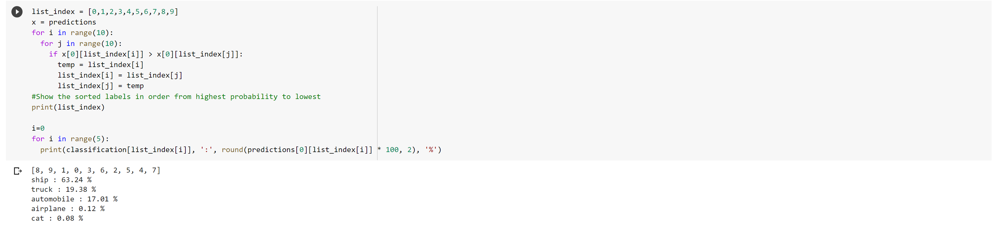 list_index = [0,1,2,3,4,5,6,7,8,9]
x = predictions
for i in range(10):
  for j in range(10):
    if x[0][list_index[i]] > x[0][list_index[j]]:
      temp = list_index[i]
      list_index[i] = list_index[j]
      list_index[j] = temp
#Show the sorted labels in order from highest probability to lowest
print(list_index)

i=0
for i in range(5):
  print(classification[list_index[i]], ':', round(predictions[0][list_index[i]] * 100, 2), '%')
[8, 9, 1, 0, 3, 6, 2, 5, 4, 7]
ship : 63.24 %
truck : 19.38 %
automobile : 17.01 %
airplane : 0.12 %
cat : 0.08 %